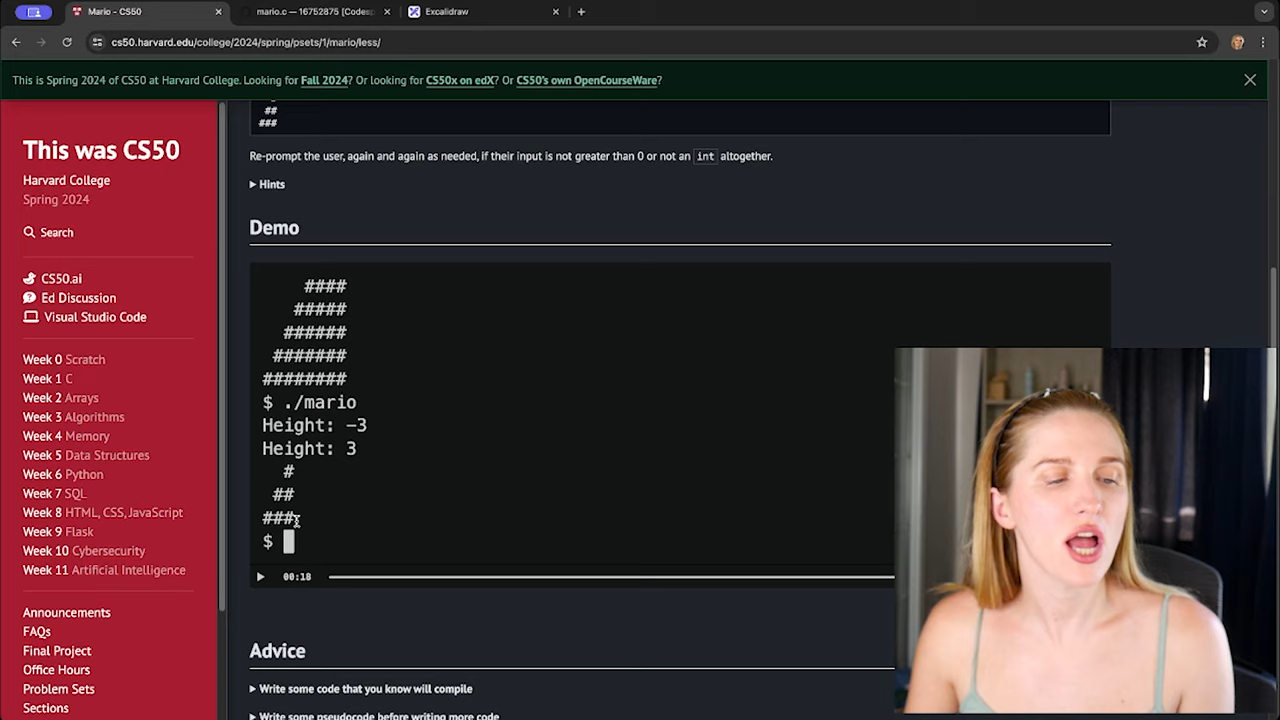 Mario - CS50
mario.c — 16752875 [Codesp
Excalidraw
cs50.harvard.edu/college/2024/spring/psets/1/mario/less/
This is Spring 2024 of CS50 at Harvard College. Looking for Fall 2024? Or looking for CS50x on edX? Or CS50's own OpenCourseWare?
This was CS50
Harvard College
Spring 2024
Search
CS50.ai
Ed Discussion
Visual Studio Code
Week 0 Scratch
Week 1 C
Week 2 Arrays
Week 3 Algorithms
Week 4 Memory
Week 5 Data Structures
Week 6 Python
Week 7 SQL
Week 8 HTML, CSS, JavaScript
Week 9 Flask
Week 10 Cybersecurity
Week 11 Artificial Intelligence
Announcements
FAQs
Final Project
Office Hours
Problem Sets
Sections
##
###
Re-prompt the user, again and again as needed, if their input is not greater than 0 or not an int altogether.
Hints
Demo
####
#####
######
#######
########
$ ./mario
Height: -3
Height: 3
#
##
###
$
00:18
Advice
Write some code that you know will compile
Write some pseudocode before writing more code